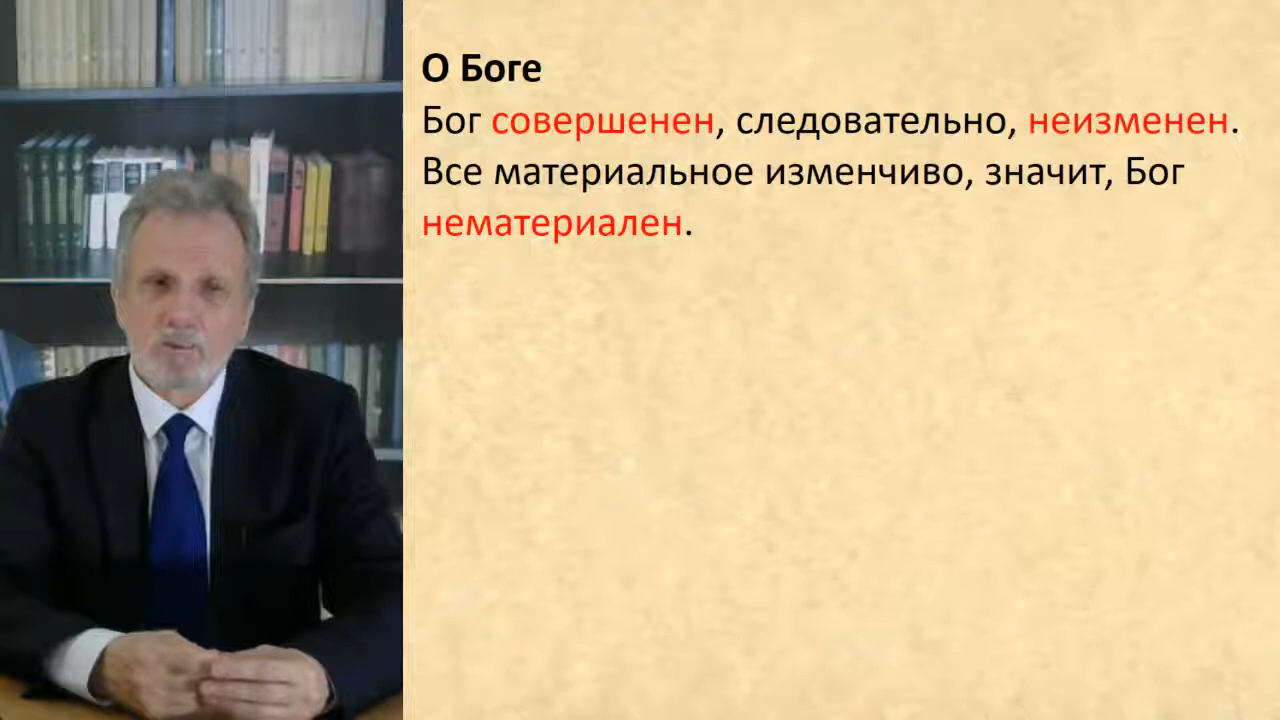 О Боге
Бог совершенен, следовательно, неизменен.
Все материальное изменчиво, значит, Бог
нематериален.